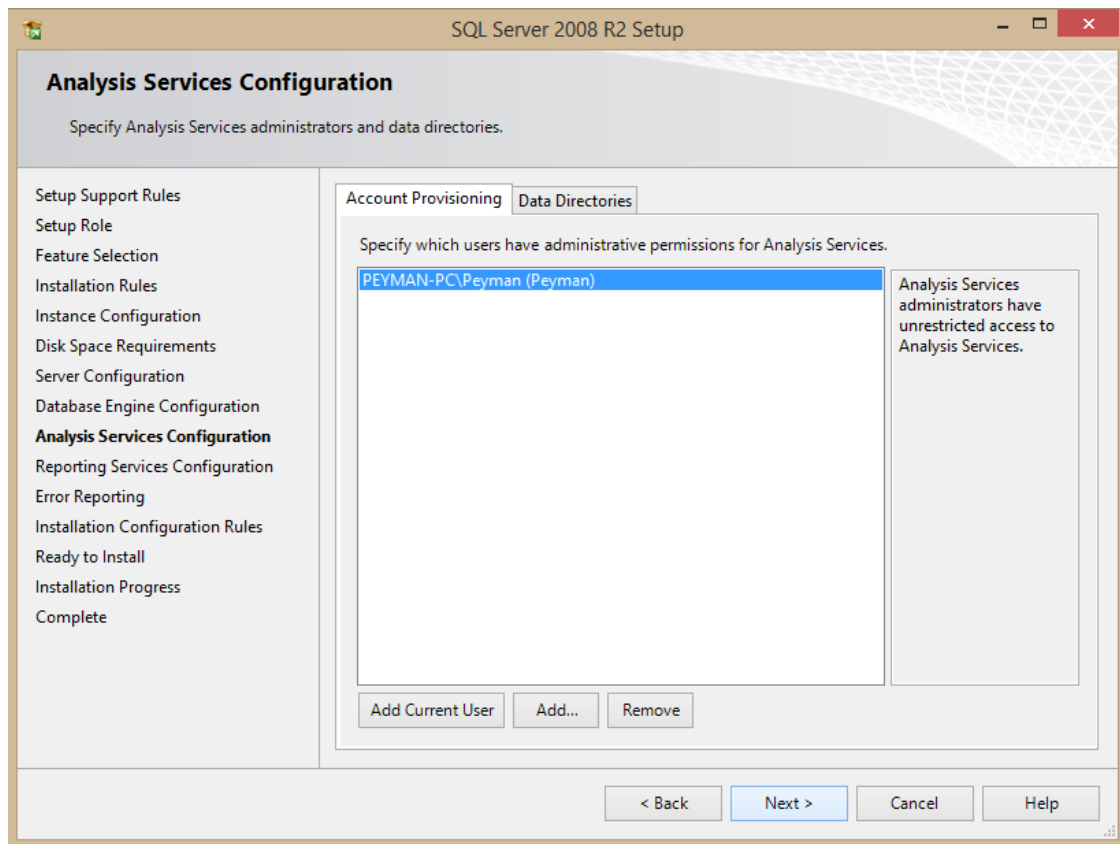 SQL Server 2008 R2 Setup
Analysis Services Configuration
Specify Analysis Services administrators and data directories.
Setup Support Rules
Setup Role
Feature Selection
Installation Rules
Instance Configuration
Disk Space Requirements
Server Configuration
Database Engine Configuration
Analysis Services Configuration
Reporting Services Configuration
Error Reporting
Installation Configuration Rules
Ready to Install
Installation Progress
Complete
Account Provisioning
Data Directories
Specify which users have administrative permissions for Analysis Services.
PEYMAN-PC\Peyman (Peyman)
Analysis Services
administrators have
unrestricted access to
Analysis Services.
Add Current User
Add...
Remove
< Back
Next >
Cancel
Help